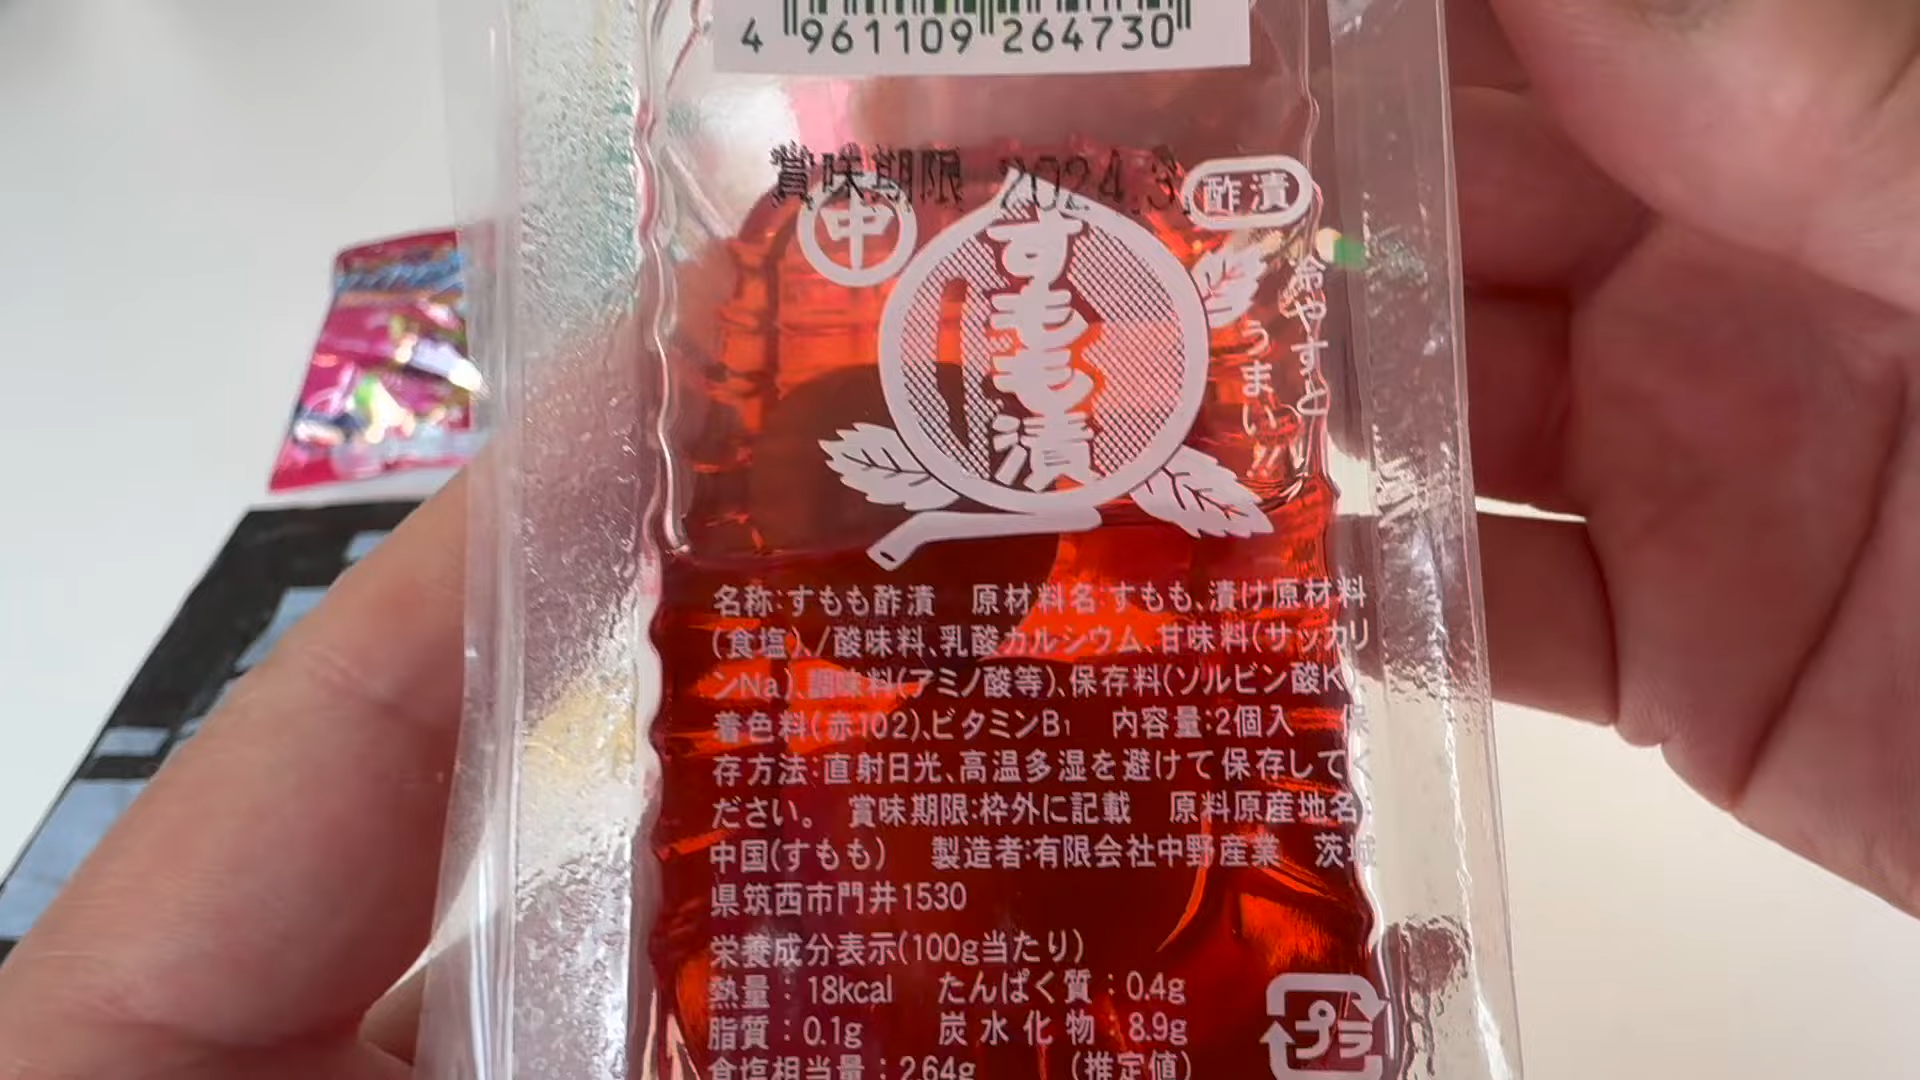 4 961109 264730
賞味期限 2024.3.
中
酢漬
すもも漬
冷やすと
うまい!!
名称:すもも酢漬 原材料名:すもも、漬け原材料
(食塩)、/酸味料、乳酸カルシウム、甘味料(サッカリ
ンNa)、調味料(アミノ酸等)、保存料(ソルビン酸K)、
着色料(赤102)、ビタミンB1 内容量:2個入 保
存方法:直射日光、高温多湿を避けて保存してく
ださい。 賞味期限:枠外に記載 原料原産地名:
中国(すもも) 製造者:有限会社中野産業 茨城
県筑西市門井1530
栄養成分表示(100g当たり)
熱量:18kcal たんぱく質:0.4g
脂質:0.1g 炭水化物:8.9g
食塩相当量:2.64g (推定値)
プラ